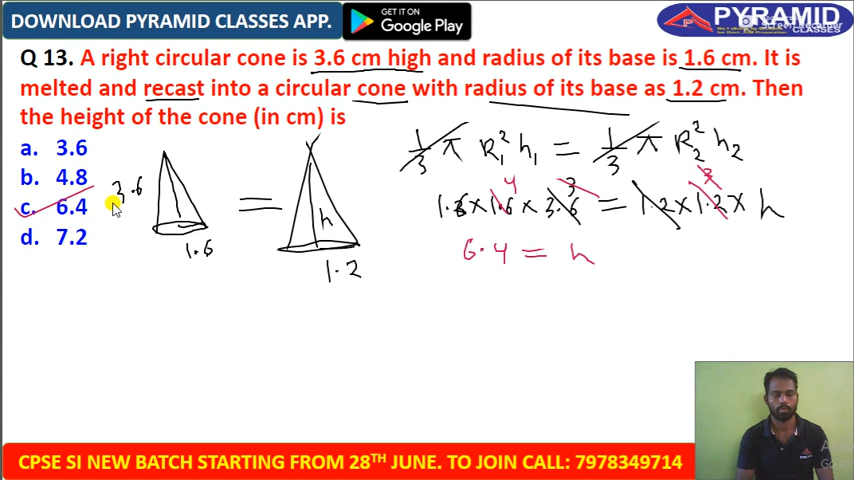 DOWNLOAD PYRAMID CLASSES APP.
GET IT ON
Google Play
PYRAMID
CLASSES
Q 13. A right circular cone is 3.6 cm high and radius of its base is 1.6 cm. It is
melted and recast into a circular cone with radius of its base as 1.2 cm. Then
the height of the cone (in cm) is
a. 3.6
b. 4.8
c. 6.4
d. 7.2
3.6
1.6
=
h
1.2
1/3 π R₁² h₁ = 1/3 π R₂² h₂
4 3 3
1.6 × 1.6 × 3.6 = 1.2 × 1.2 × h
6.4 = h
CPSE SI NEW BATCH STARTING FROM 28TH JUNE. TO JOIN CALL: 7978349714